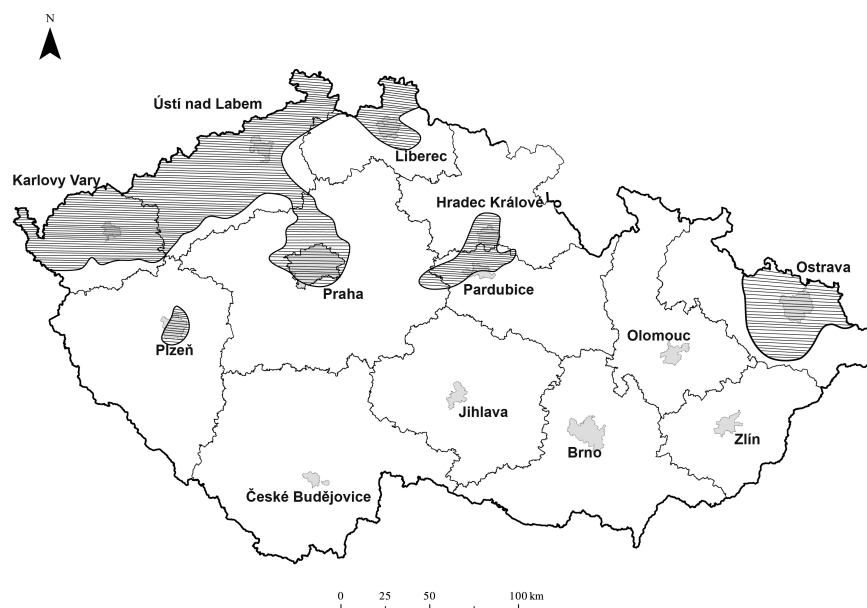 N
Ústí nad Labem
Karlovy Vary
Liberec
Hradec Králové
Praha
Pardubice
Ostrava
Plzeň
Olomouc
Jihlava
Brno
Zlín
České Budějovice
0 25 50 100 km